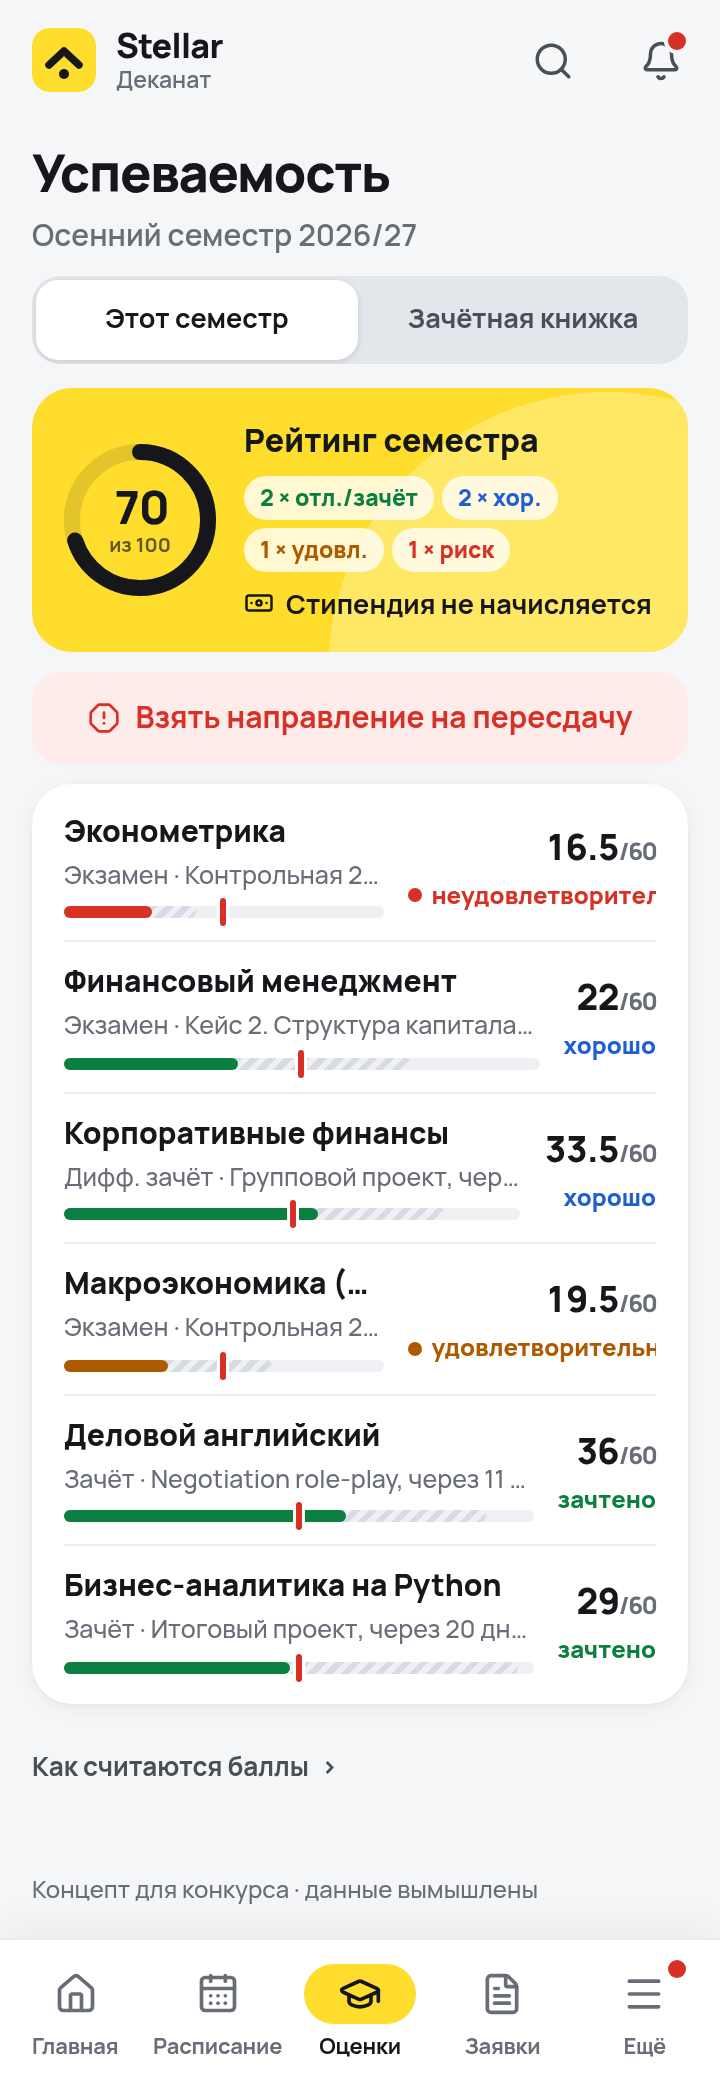 Stellar
Деканат
Успеваемость
Осенний семестр 2026/27
Этот семестр
Зачётная книжка
70
из 100
Рейтинг семестра
2 × отл./зачёт
2 × хор.
1 × удовл.
1 × риск
Стипендия не начисляется
Взять направление на пересдачу
Эконометрика
Экзамен · Контрольная 2...
16.5/60
неудовлетворител
Финансовый менеджмент
Экзамен · Кейс 2. Структура капитала...
22/60
хорошо
Корпоративные финансы
Дифф. зачёт · Групповой проект, чер...
33.5/60
хорошо
Макроэкономика (...
Экзамен · Контрольная 2...
19.5/60
удовлетворительн
Деловой английский
Зачёт · Negotiation role-play, через 11 ...
36/60
зачтено
Бизнес-аналитика на Python
Зачёт · Итоговый проект, через 20 дн...
29/60
зачтено
Как считаются баллы
Концепт для конкурса · данные вымышлены
Главная
Расписание
Оценки
Заявки
Ещё